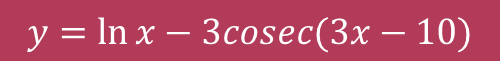 y = ln x − 3cosec(3x − 10)